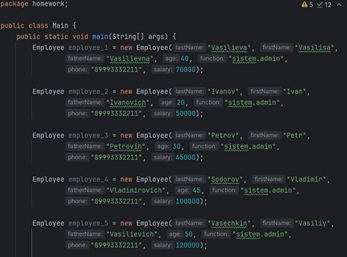 package homework;
5 12
public class Main {
public static void main(String[] args) {
Employee employee_1 = new Employee( lastName: "Vasilieva", firstName: "Vasilisa",
fatherName: "Vasilievna", age: 40, function: "sistem.admin",
phone: "89993332211", salary: 70000);
Employee employee_2 = new Employee( lastName: "Ivanov", firstName: "Ivan",
fatherName: "Ivanovich", age: 20, function: "sistem.admin",
phone: "89993332211", salary: 50000);
Employee employee_3 = new Employee( lastName: "Petrov", firstName: "Petr",
fatherName: "Petrovih", age: 30, function: "sistem.admin",
phone: "89993332211", salary: 45000);
Employee employee_4 = new Employee( lastName: "Sodorov", firstName: "Vladimir",
fatherName: "Vladimirovich", age: 45, function: "sistem.admin",
phone: "89993332211", salary: 100000);
Employee employee_5 = new Employee( lastName: "Vasechkin", firstName: "Vasiliy",
fatherName: "Vasilievich", age: 50, function: "sistem.admin",
phone: "89993332211", salary: 120000);